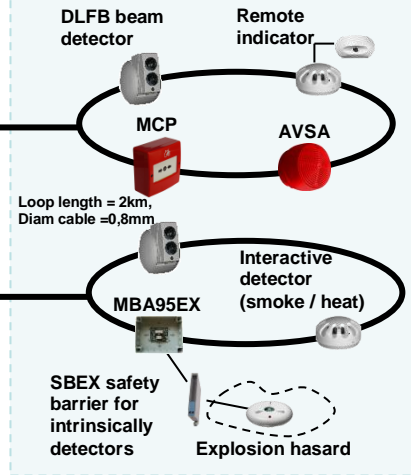 DLFB beam
detector
Remote
indicator
MCP
AVSA
Loop length = 2km,
Diam cable =0,8mm
Interactive
detector
(smoke / heat)
MBA95EX
SBEX safety
barrier for
intrinsically
detectors
Explosion hasard